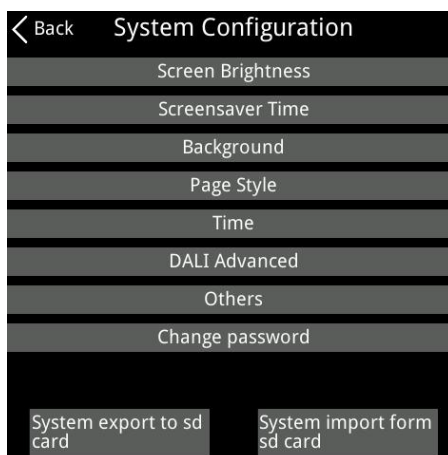 Back System Configuration
Screen Brightness
Screensaver Time
Background
Page Style
Time
DALI Advanced
Others
Change password
System export to sd
card
System import form
sd card